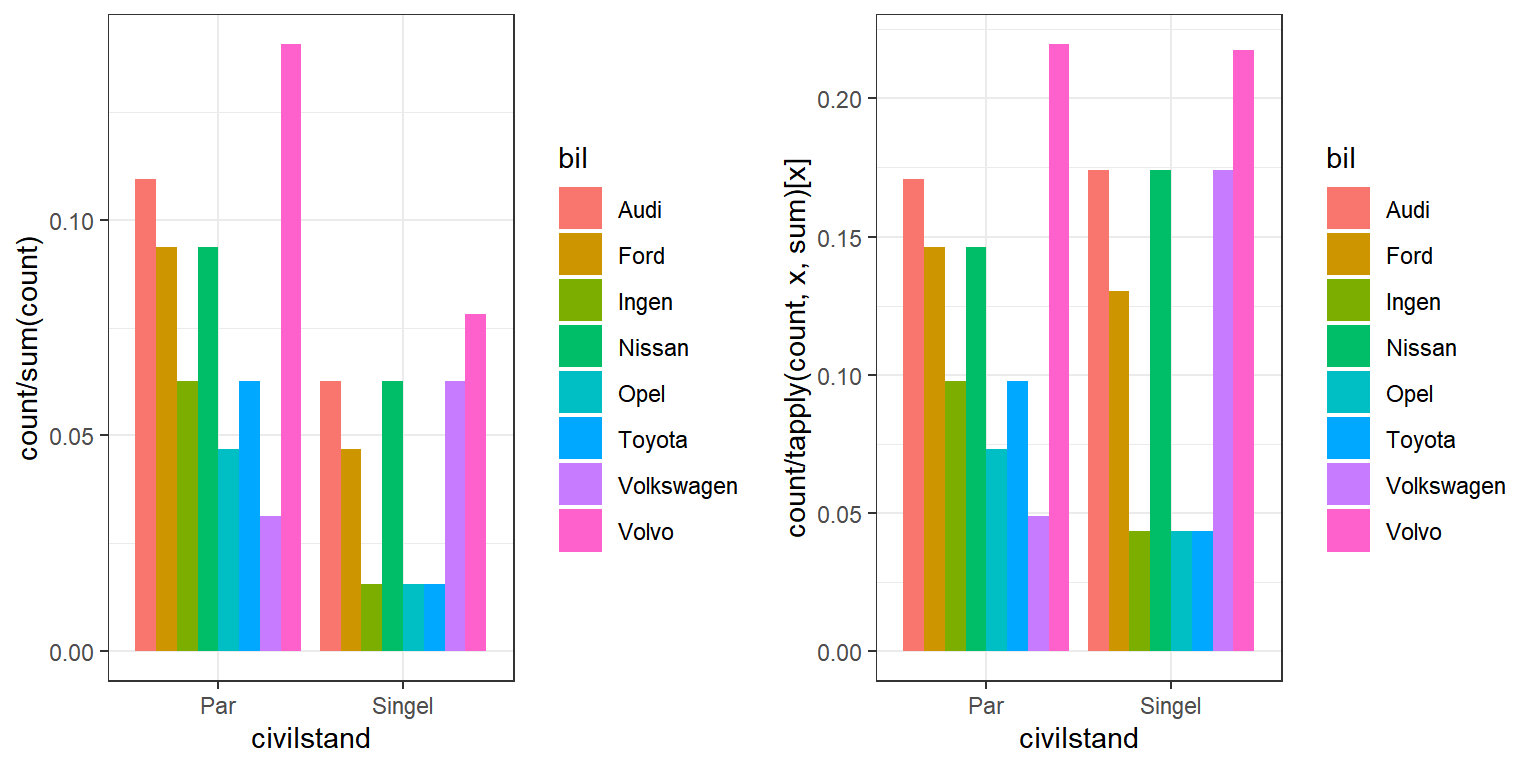 count/sum(count)
0.10
0.05
0.00
Par
Singel
civilstand
bil
Audi
Ford
Ingen
Nissan
Opel
Toyota
Volkswagen
Volvo
count/tapply(count, x, sum)[x]
0.20
0.15
0.10
0.05
0.00
Par
Singel
civilstand
bil
Audi
Ford
Ingen
Nissan
Opel
Toyota
Volkswagen
Volvo